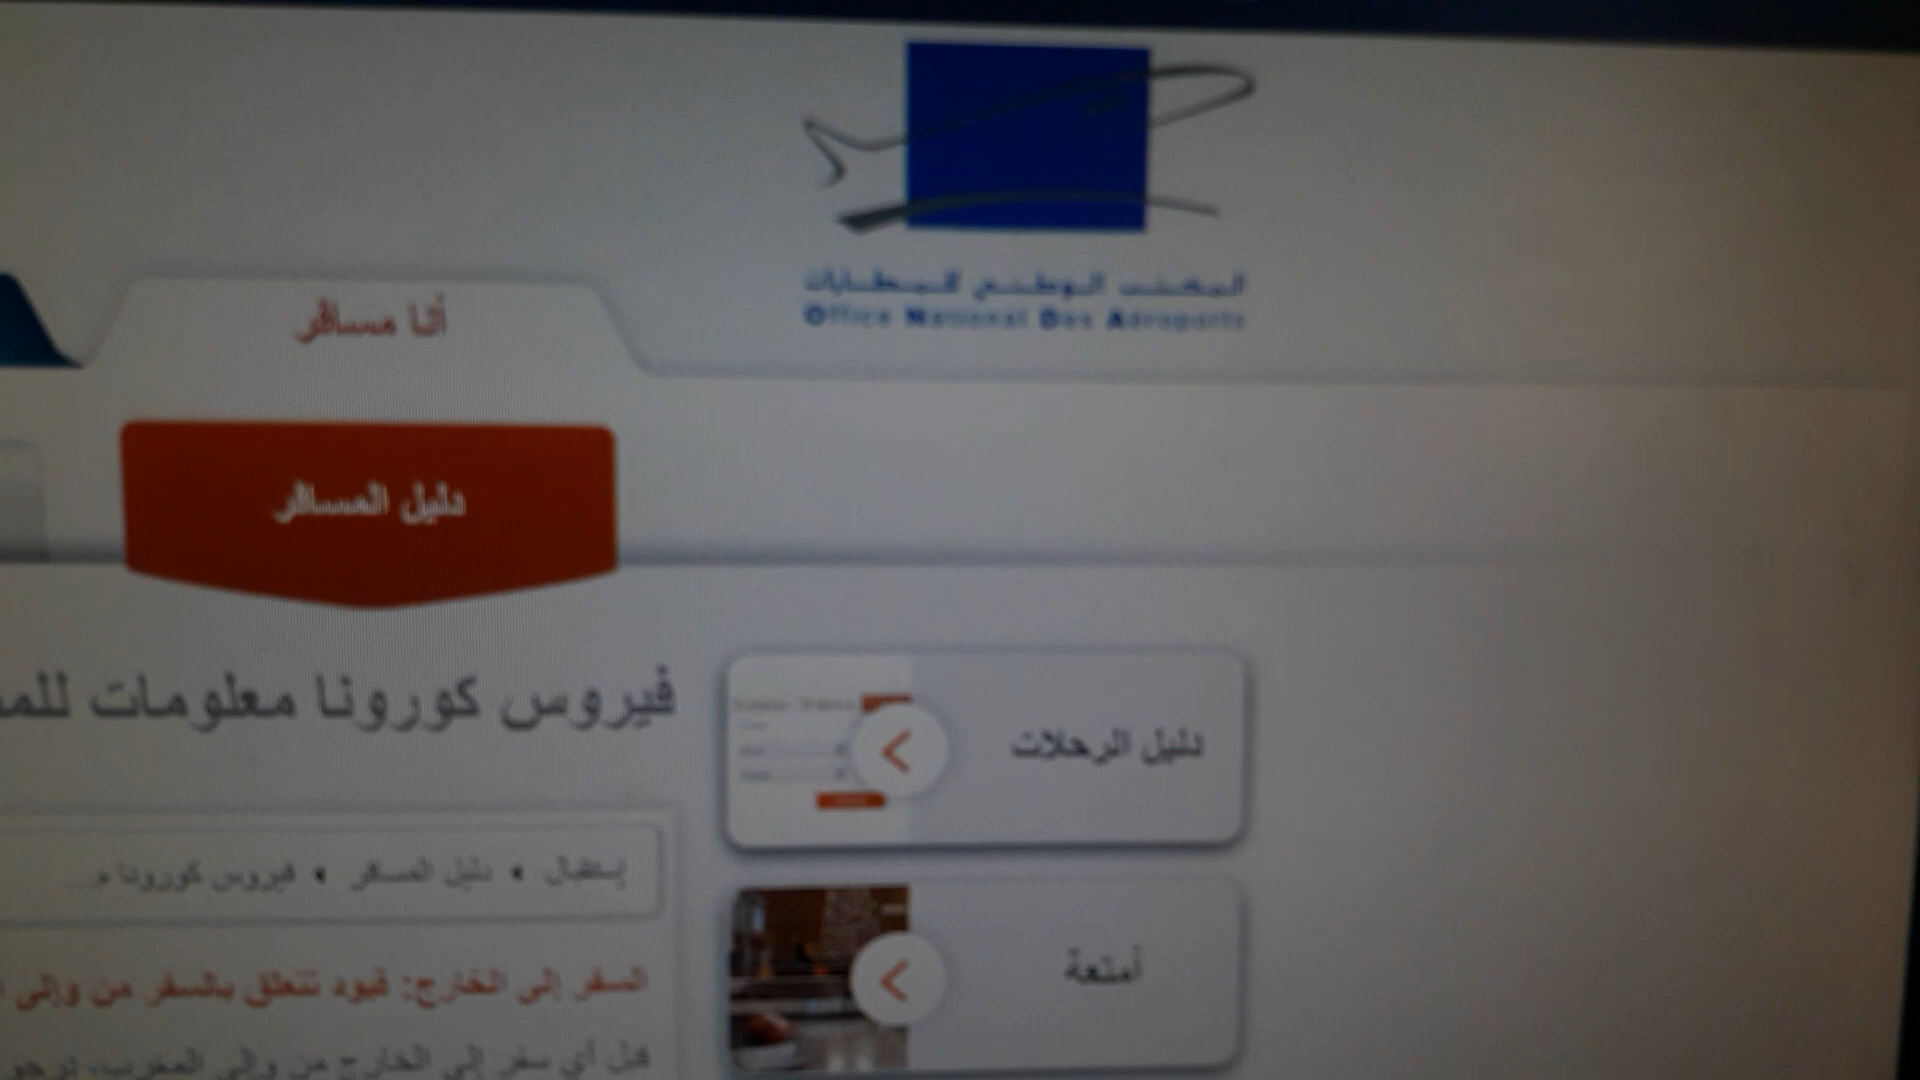 المكتب الوطني للمطارات
Office National Des Aéroports
أنا مسافر
دليل المسافر
فيروس كورونا معلومات
دليل الرحلات
إستقبال › دليل المسافر › فيروس كورونا م...
أمتعة
السفر إلى الخارج: قيود تتعلق بالسفر من وإلى
قبل أي سفر إلى الخارج من وإلى المغرب، نرجو